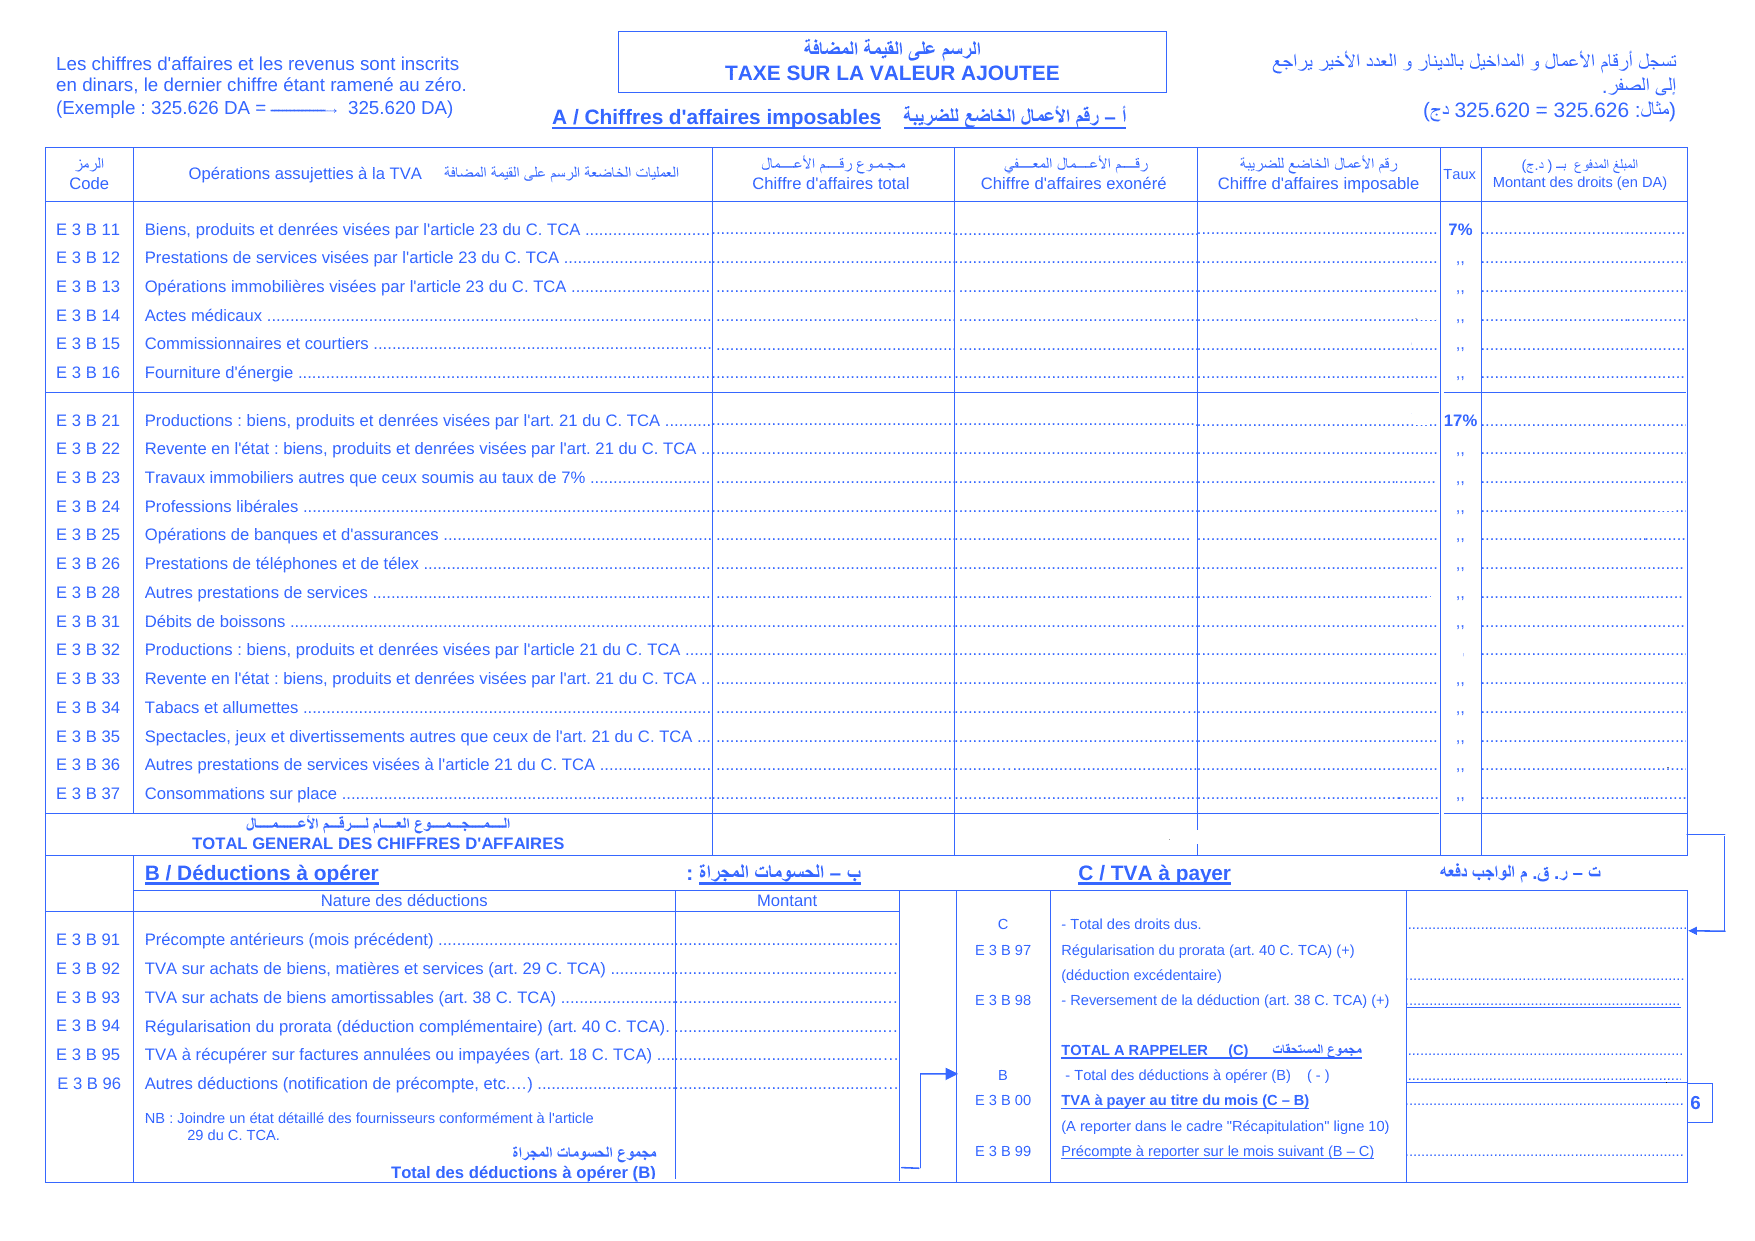 Les chiffres d'affaires et les revenus sont inscrits
en dinars, le dernier chiffre étant ramené au zéro.
(Exemple : 325.626 DA = → 325.620 DA)
الرسم على القيمة المضافة
TAXE SUR LA VALEUR AJOUTEE
تسجل أرقام الأعمال و المداخيل بالدينار و العدد الأخير يراجع
إلى الصفر.
(مثال: 325.626 = 325.620 دج)
A / Chiffres d'affaires imposables أ – رقم الأعمال الخاضع للضريبة
الرمز
Code
Opérations assujetties à la TVA العمليات الخاضعة الرسم على القيمة المضافة
مـجـمـوع رقــم الأعــمال
Chiffre d'affaires total
رقــم الأعــمال المعــفي
Chiffre d'affaires exonéré
رقم الأعمال الخاضع للضريبة
Chiffre d'affaires imposable
Taux
المبلغ المدفوع بــ ( د.ج)
Montant des droits (en DA)
E 3 B 11 Biens, produits et denrées visées par l'article 23 du C. TCA 7%
E 3 B 12 Prestations de services visées par l'article 23 du C. TCA ,,
E 3 B 13 Opérations immobilières visées par l'article 23 du C. TCA ,,
E 3 B 14 Actes médicaux ,,
E 3 B 15 Commissionnaires et courtiers ,,
E 3 B 16 Fourniture d'énergie ,,
E 3 B 21 Productions : biens, produits et denrées visées par l'art. 21 du C. TCA 17%
E 3 B 22 Revente en l'état : biens, produits et denrées visées par l'art. 21 du C. TCA ,,
E 3 B 23 Travaux immobiliers autres que ceux soumis au taux de 7% ,,
E 3 B 24 Professions libérales ,,
E 3 B 25 Opérations de banques et d'assurances ,,
E 3 B 26 Prestations de téléphones et de télex ,,
E 3 B 28 Autres prestations de services ,,
E 3 B 31 Débits de boissons ,,
E 3 B 32 Productions : biens, produits et denrées visées par l'article 21 du C. TCA
E 3 B 33 Revente en l'état : biens, produits et denrées visées par l'art. 21 du C. TCA ,,
E 3 B 34 Tabacs et allumettes ,,
E 3 B 35 Spectacles, jeux et divertissements autres que ceux de l'art. 21 du C. TCA ,,
E 3 B 36 Autres prestations de services visées à l'article 21 du C. TCA ,,
E 3 B 37 Consommations sur place ,,
الـــمــجــمــوع العــام لــرقــم الأعـــمــال
TOTAL GENERAL DES CHIFFRES D'AFFAIRES
B / Déductions à opérer ب – الحسومات المجراة :
Nature des déductions Montant
E 3 B 91 Précompte antérieurs (mois précédent)
E 3 B 92 TVA sur achats de biens, matières et services (art. 29 C. TCA)
E 3 B 93 TVA sur achats de biens amortissables (art. 38 C. TCA)
E 3 B 94 Régularisation du prorata (déduction complémentaire) (art. 40 C. TCA).
E 3 B 95 TVA à récupérer sur factures annulées ou impayées (art. 18 C. TCA)
E 3 B 96 Autres déductions (notification de précompte, etc.…)
NB : Joindre un état détaillé des fournisseurs conformément à l'article
29 du C. TCA.
مجموع الحسومات المجراة
Total des déductions à opérer (B)
C / TVA à payer ت – ر. ق. م الواجب دفعه
C - Total des droits dus.
E 3 B 97 Régularisation du prorata (art. 40 C. TCA) (+)
(déduction excédentaire)
E 3 B 98 - Reversement de la déduction (art. 38 C. TCA) (+)
TOTAL A RAPPELER (C) مجموع المستحقات
B - Total des déductions à opérer (B) ( - )
E 3 B 00 TVA à payer au titre du mois (C – B) 6
(A reporter dans le cadre "Récapitulation" ligne 10)
E 3 B 99 Précompte à reporter sur le mois suivant (B – C)